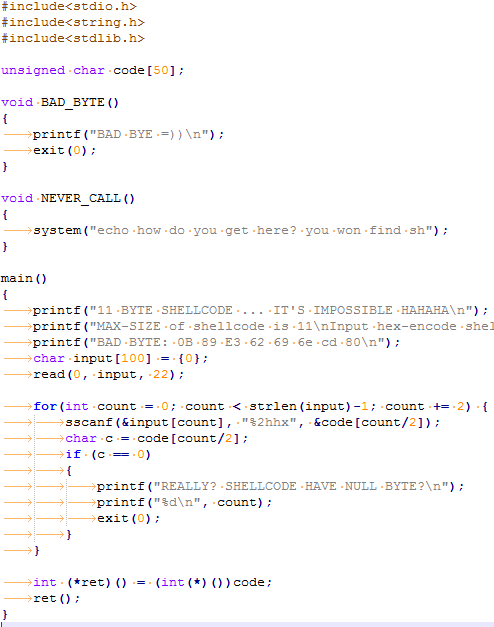 #include<stdio.h>
#include<string.h>
#include<stdlib.h>
unsigned char code[50];
void BAD_BYTE()
{
printf("BAD BYE =))\n");
exit(0);
}
void NEVER_CALL()
{
system("echo how do you get here? you won find sh");
}
main()
{
printf("11 BYTE SHELLCODE ... IT'S IMPOSSIBLE HAHAHA\n");
printf("MAX-SIZE of shellcode is 11\nInput hex-encode shel
printf("BAD BYTE: 0B 89 E3 62 69 6e cd 80\n");
char input[100] = {0};
read(0, input, 22);
for(int count = 0; count < strlen(input)-1; count += 2) {
sscanf(&input[count], "%2hhx", &code[count/2]);
char c = code[count/2];
if (c == 0)
{
printf("REALLY? SHELLCODE HAVE NULL BYTE?\n");
printf("%d\n", count);
exit(0);
}
}
int (*ret)() = (int(*)())code;
ret();
}